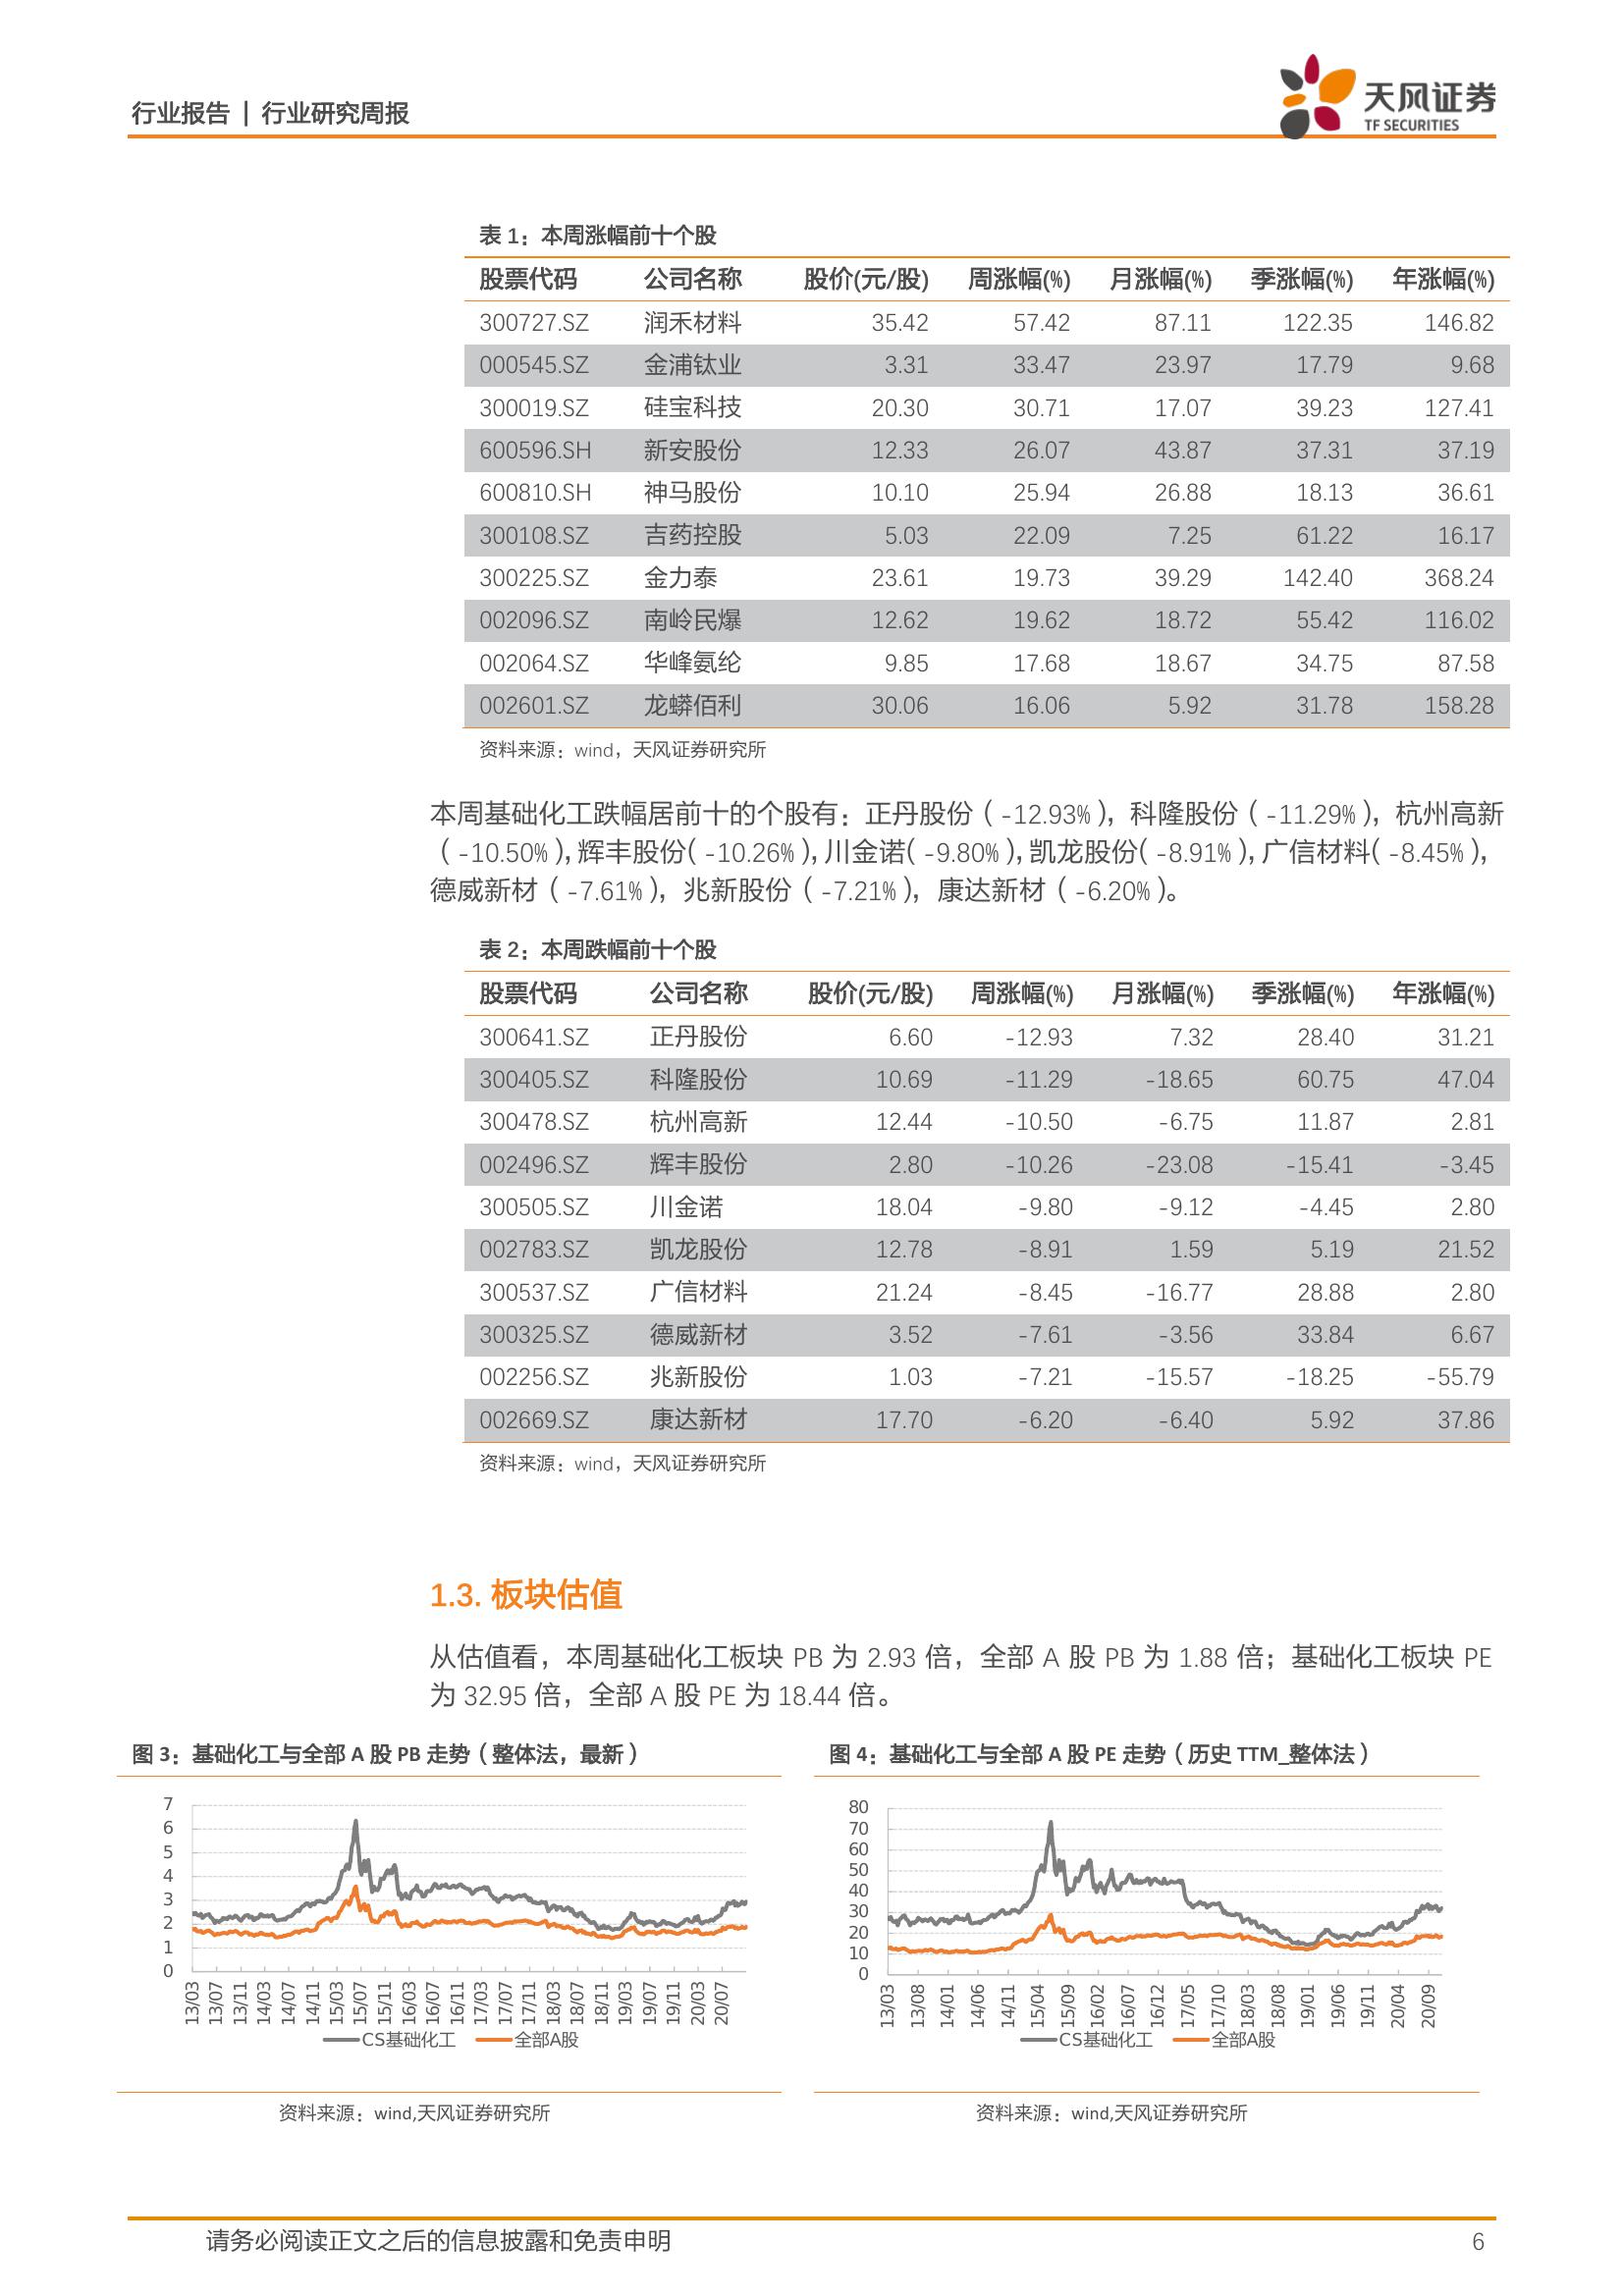 行业报告 | 行业研究周报
天风证券
TF SECURITIES
表 1：本周涨幅前十个股
股票代码 公司名称 股价(元/股) 周涨幅(%) 月涨幅(%) 季涨幅(%) 年涨幅(%)
300727.SZ 润禾材料 35.42 57.42 87.11 122.35 146.82
000545.SZ 金浦钛业 3.31 33.47 23.97 17.79 9.68
300019.SZ 硅宝科技 20.30 30.71 17.07 39.23 127.41
600596.SH 新安股份 12.33 26.07 43.87 37.31 37.19
600810.SH 神马股份 10.10 25.94 26.88 18.13 36.61
300108.SZ 吉药控股 5.03 22.09 7.25 61.22 16.17
300225.SZ 金力泰 23.61 19.73 39.29 142.40 368.24
002096.SZ 南岭民爆 12.62 19.62 18.72 55.42 116.02
002064.SZ 华峰氨纶 9.85 17.68 18.67 34.75 87.58
002601.SZ 龙蟒佰利 30.06 16.06 5.92 31.78 158.28
资料来源：wind，天风证券研究所
本周基础化工跌幅居前十的个股有：正丹股份（-12.93%），科隆股份（-11.29%），杭州高新
（-10.50%），辉丰股份（-10.26%），川金诺（-9.80%），凯龙股份（-8.91%），广信材料（-8.45%），
德威新材（-7.61%），兆新股份（-7.21%），康达新材（-6.20%）。
表 2：本周跌幅前十个股
股票代码 公司名称 股价(元/股) 周涨幅(%) 月涨幅(%) 季涨幅(%) 年涨幅(%)
300641.SZ 正丹股份 6.60 -12.93 7.32 28.40 31.21
300405.SZ 科隆股份 10.69 -11.29 -18.65 60.75 47.04
300478.SZ 杭州高新 12.44 -10.50 -6.75 11.87 2.81
002496.SZ 辉丰股份 2.80 -10.26 -23.08 -15.41 -3.45
300505.SZ 川金诺 18.04 -9.80 -9.12 -4.45 2.80
002783.SZ 凯龙股份 12.78 -8.91 1.59 5.19 21.52
300537.SZ 广信材料 21.24 -8.45 -16.77 28.88 2.80
300325.SZ 德威新材 3.52 -7.61 -3.56 33.84 6.67
002256.SZ 兆新股份 1.03 -7.21 -15.57 -18.25 -55.79
002669.SZ 康达新材 17.70 -6.20 -6.40 5.92 37.86
资料来源：wind，天风证券研究所
1.3. 板块估值
从估值看，本周基础化工板块 PB 为 2.93 倍，全部 A 股 PB 为 1.88 倍；基础化工板块 PE
为 32.95 倍，全部 A 股 PE 为 18.44 倍。
图 3：基础化工与全部 A 股 PB 走势（整体法，最新）
7
6
5
4
3
2
1
0
13/03 13/07 13/11 14/03 14/07 14/11 15/03 15/07 15/11 16/03 16/07 16/11 17/03 17/07 17/11 18/03 18/07 18/11 19/03 19/07 19/11 20/03 20/07
CS基础化工 全部A股
资料来源：wind,天风证券研究所
图 4：基础化工与全部 A 股 PE 走势（历史 TTM_整体法）
80
70
60
50
40
30
20
10
0
13/03 13/08 14/01 14/06 14/11 15/04 15/09 16/02 16/07 16/12 17/05 17/10 18/03 18/08 19/01 19/06 19/11 20/04 20/09
CS基础化工 全部A股
资料来源：wind,天风证券研究所
请务必阅读正文之后的信息披露和免责申明 6